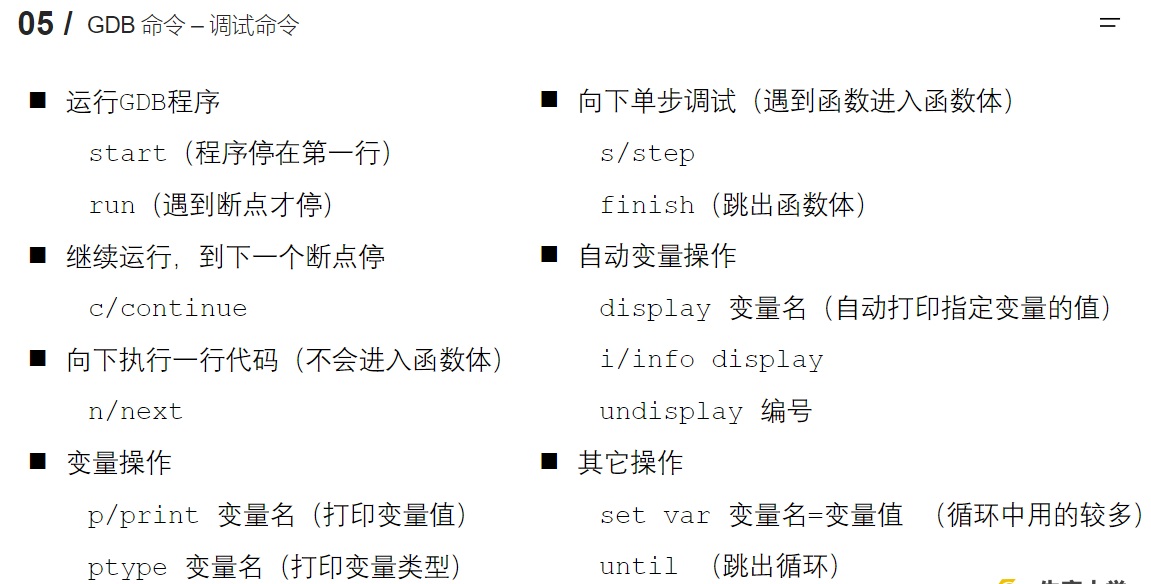 05 / GDB 命令 – 调试命令
■ 运行GDB程序
start（程序停在第一行）
run（遇到断点才停）
■ 继续运行，到下一个断点停
c/continue
■ 向下执行一行代码（不会进入函数体）
n/next
■ 变量操作
p/print 变量名（打印变量值）
ptype 变量名（打印变量类型）
■ 向下单步调试（遇到函数进入函数体）
s/step
finish（跳出函数体）
■ 自动变量操作
display 变量名（自动打印指定变量的值）
i/info display
undisplay 编号
■ 其它操作
set var 变量名=变量值 （循环中用的较多）
until （跳出循环）